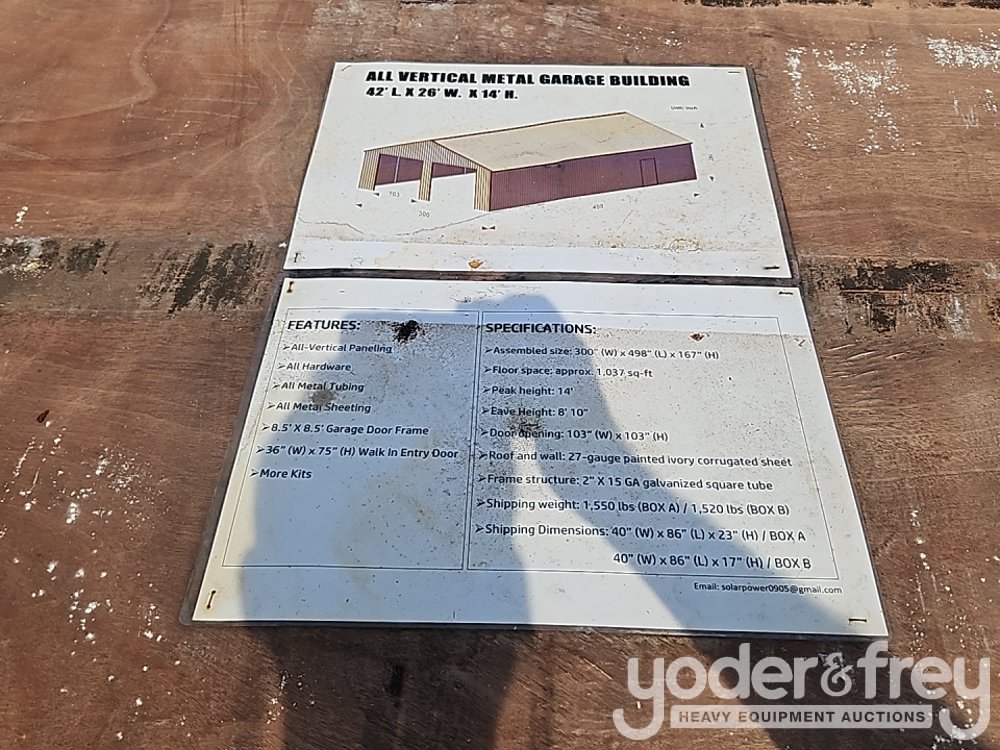 ALL VERTICAL METAL GARAGE BUILDING
42' L. X 26' W. X 14' H.
Unit: Inch
103
300
498
FEATURES:
➢All-Vertical Paneling
➢All Hardware
➢All Metal Tubing
➢All Metal Sheeting
➢8.5' X 8.5' Garage Door Frame
➢36" (W) x 75" (H) Walk In Entry Door
➢More Kits
SPECIFICATIONS:
➢Assembled size: 300" (W) x 498" (L) x 167" (H)
➢Floor space: approx. 1,037 sq-ft
➢Peak height: 14'
➢Eave Height: 8' 10"
➢Door opening: 103" (W) x 103" (H)
➢Roof and wall: 27-gauge painted ivory corrugated sheet
➢Frame structure: 2" X 15 GA galvanized square tube
➢Shipping weight: 1,550 lbs (BOX A) / 1,520 lbs (BOX B)
➢Shipping Dimensions: 40" (W) x 86" (L) x 23" (H) / BOX A
40" (W) x 86" (L) x 17" (H) / BOX B
Email: solarpower0905@gmail.com
yoder&frey
HEAVY EQUIPMENT AUCTIONS